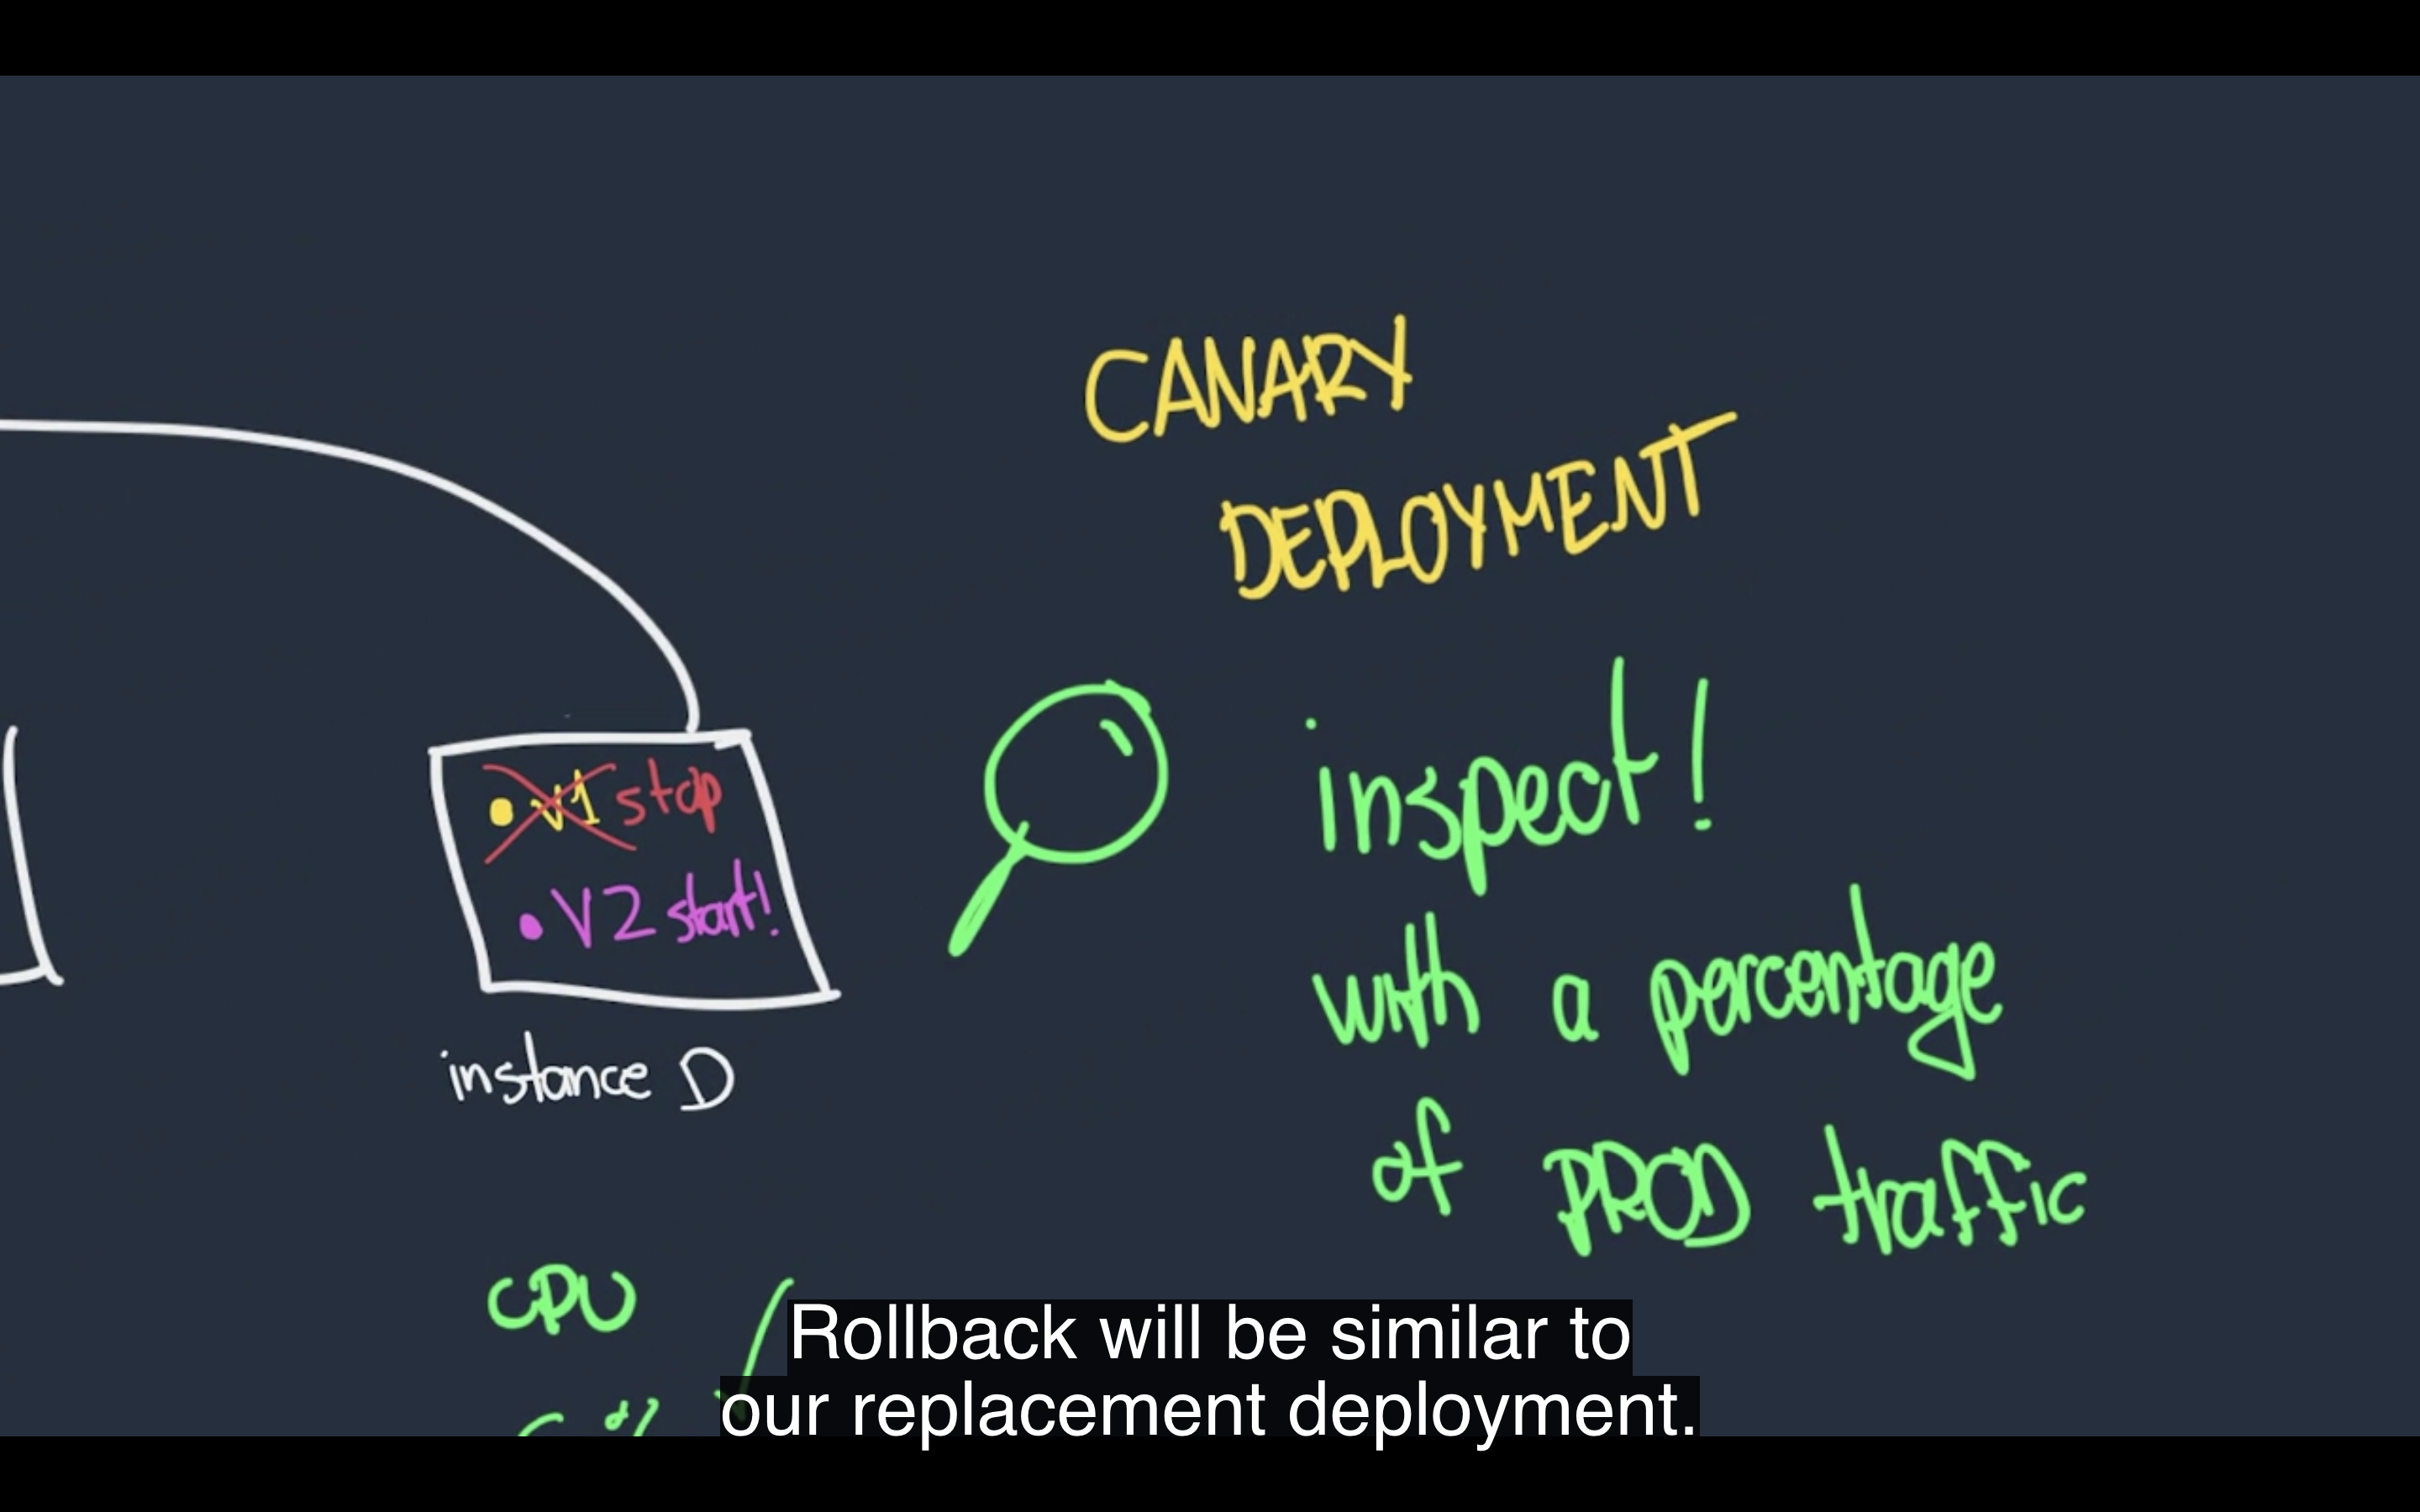 CANARY
DEPLOYMENT
• V1 stop
• V2 start!
instance D
inspect!
with a percentage
of PROD traffic
CPU
Rollback will be similar to
our replacement deployment.